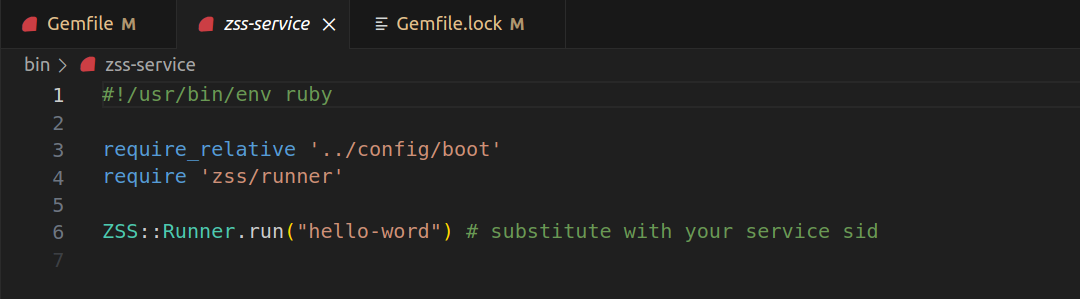 Gemfile M zss-service × Gemfile.lock M
bin > zss-service
1 #!/usr/bin/env ruby
2
3 require_relative '../config/boot'
4 require 'zss/runner'
5
6 ZSS::Runner.run("hello-word") # substitute with your service sid
7